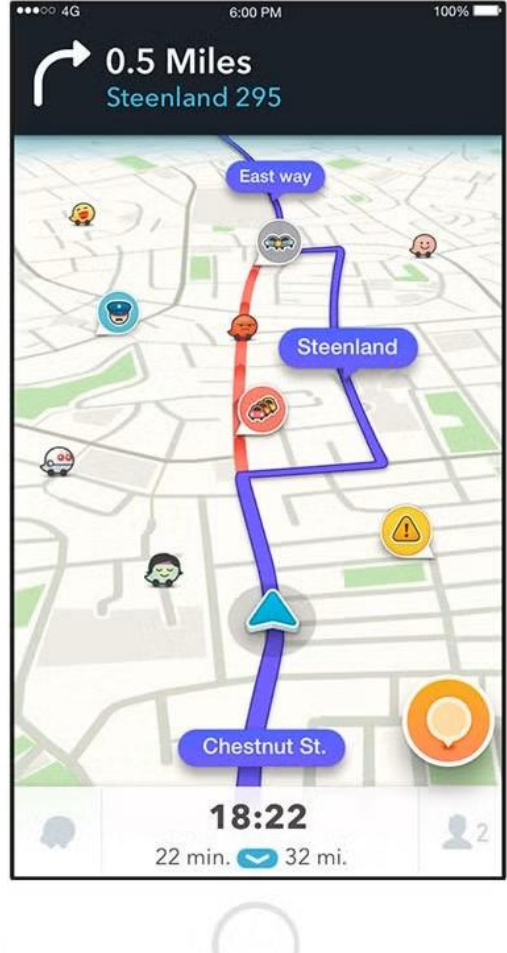 4G 6:00 PM 100%
0.5 Miles
Steenland 295
East way
Steenland
Chestnut St.
18:22
22 min. 32 mi.
2